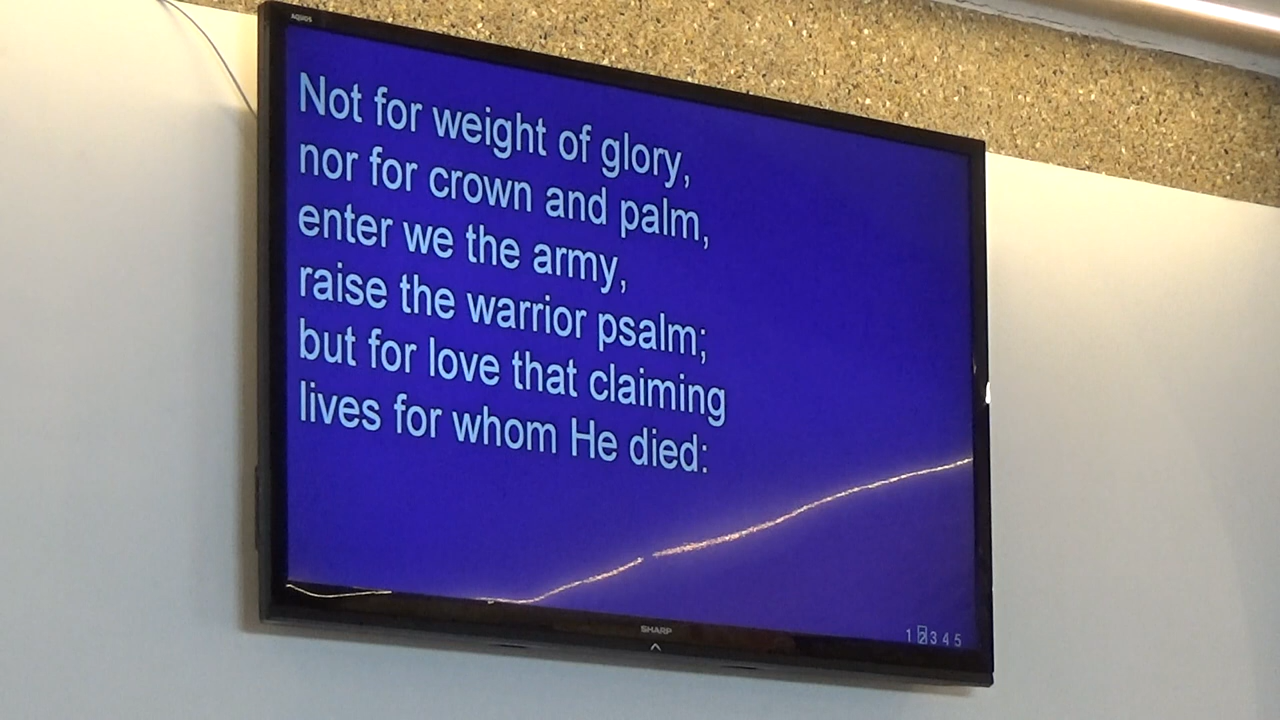 AQUOS
Not for weight of glory,
nor for crown and palm,
enter we the army,
raise the warrior psalm;
but for love that claiming
lives for whom He died:
SHARP
1 2 3 4 5